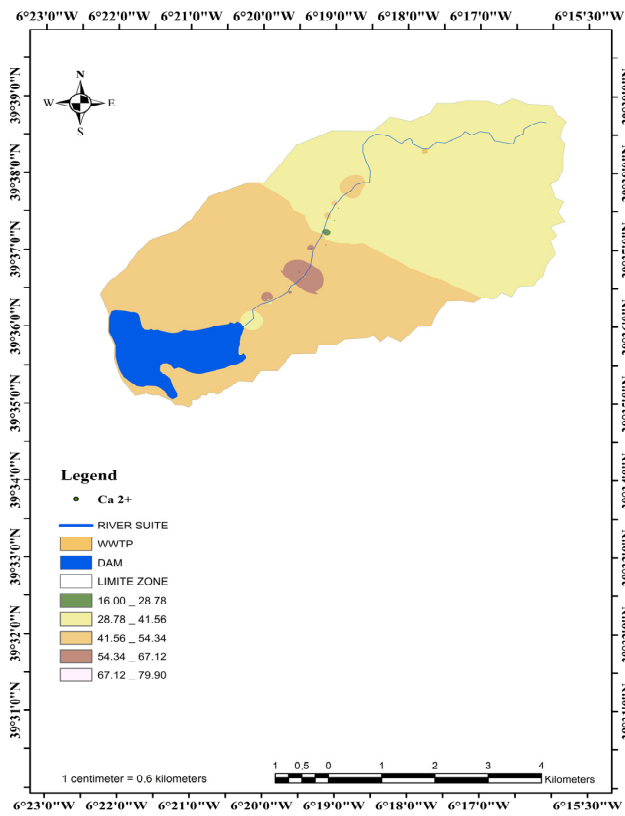 6°23'0"W 6°22'0"W 6°21'0"W 6°20'0"W 6°19'0"W 6°18'0"W 6°17'0"W 6°15'30"W
N
W E
S
39°39'0"N
39°38'0"N
39°37'0"N
39°36'0"N
39°35'0"N
39°34'0"N
39°33'0"N
39°32'0"N
39°31'0"N
Legend
Ca 2+
RIVER SUITE
WWTP
DAM
LIMITE ZONE
16.00 _ 28.78
28.78 _ 41.56
41.56 _ 54.34
54.34 _ 67.12
67.12 _ 79.90
1 centimeter = 0.6 kilometers
1 0,5 0 1 2 3 4
Kilometers
6°23'0"W 6°22'0"W 6°21'0"W 6°20'0"W 6°19'0"W 6°18'0"W 6°17'0"W 6°15'30"W